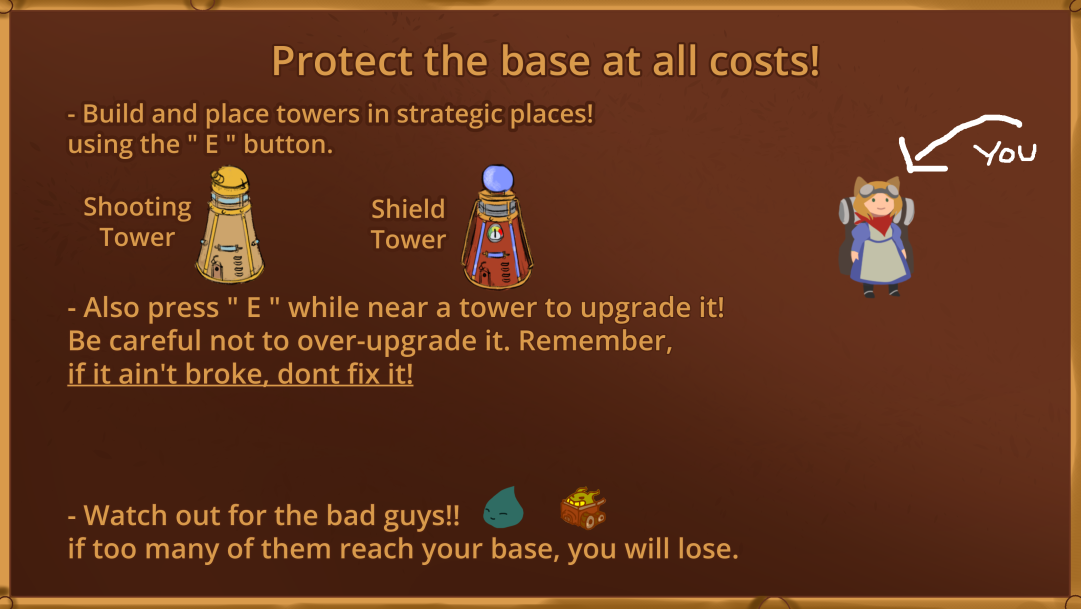 Protect the base at all costs!
- Build and place towers in strategic places!
using the " E " button.
YOU
Shooting
Tower
Shield
Tower
- Also press " E " while near a tower to upgrade it!
Be careful not to over-upgrade it. Remember,
if it ain't broke, dont fix it!
- Watch out for the bad guys!!
if too many of them reach your base, you will lose.